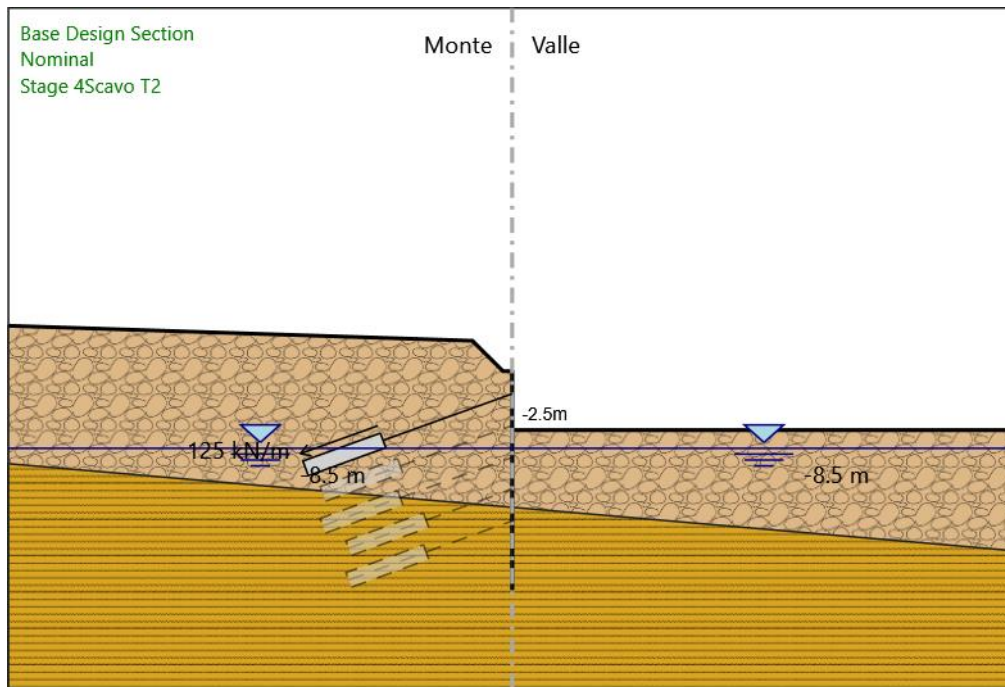 Base Design Section
Nominal
Stage 4Scavo T2
Monte
Valle
-2.5m
125 kN/m
-8.5 m
-8.5 m